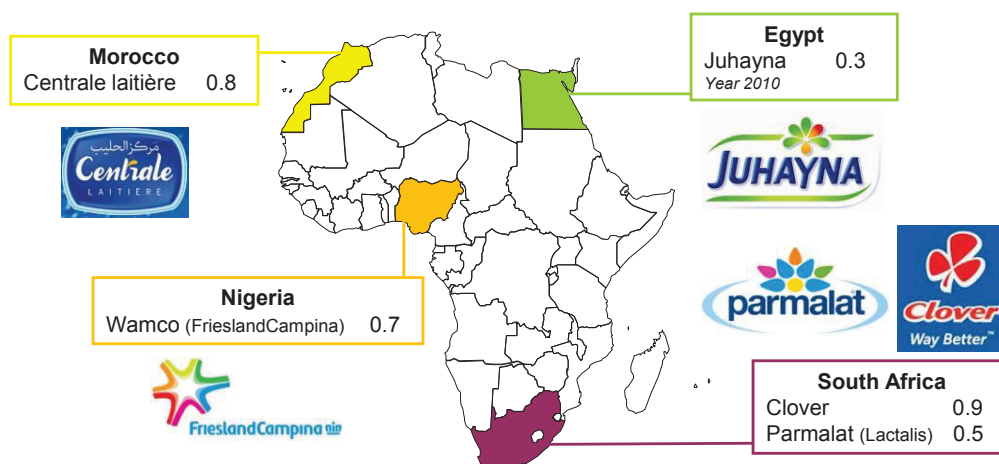 Morocco
Centrale laitière 0.8
Egypt
Juhayna 0.3
Year 2010
مركز الحليب
Centrale
LAITIÈRE
JUHAYNA
Nigeria
Wamco (FrieslandCampina) 0.7
parmalat
Clover
Way Better™
FrieslandCampina
South Africa
Clover 0.9
Parmalat (Lactalis) 0.5